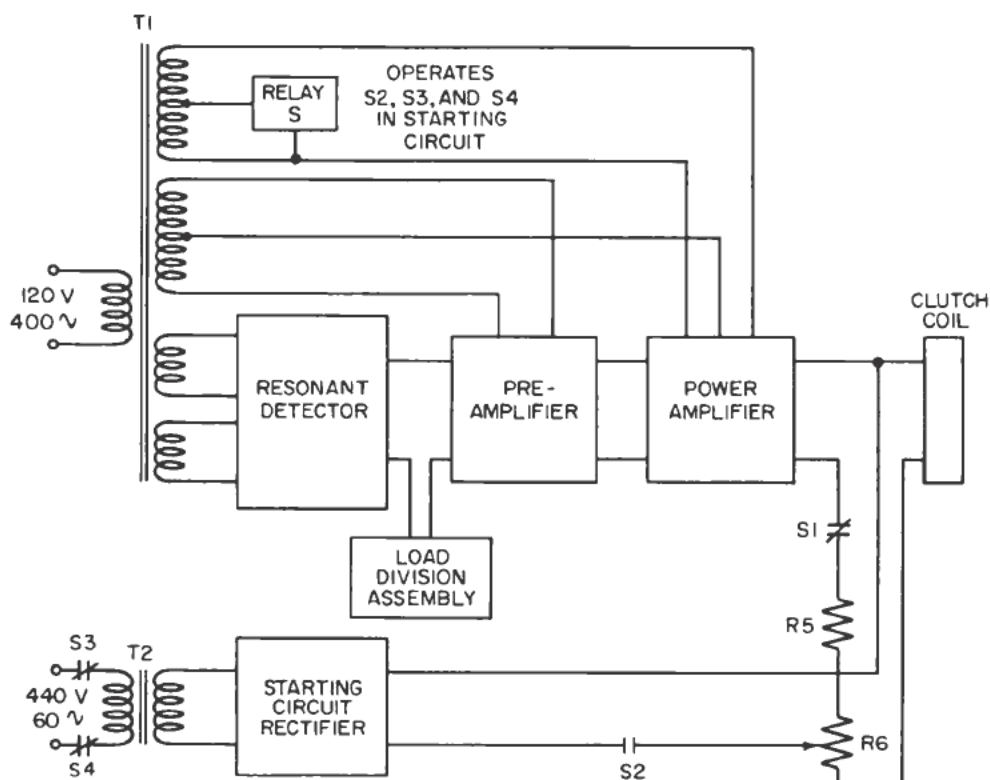 T1
RELAY
S
OPERATES
S2, S3, AND S4
IN STARTING
CIRCUIT
120 V
400 ∿
RESONANT
DETECTOR
PRE-
AMPLIFIER
POWER
AMPLIFIER
CLUTCH
COIL
LOAD
DIVISION
ASSEMBLY
S1
R5
S3
T2
440 V
60 ∿
S4
STARTING
CIRCUIT
RECTIFIER
S2
R6